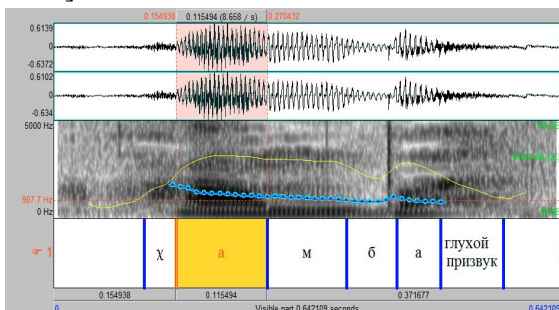 0.154938 0.115494 (8.658 / s) 0.270432
0.6139
-0.6372
0.6102
-0.634
5000 Hz
907.7 Hz
0 Hz
1 χ а м б а глухой призвук
0.154938 0.115494 0.371677
0 Visible part 0.642109 seconds 0.642109